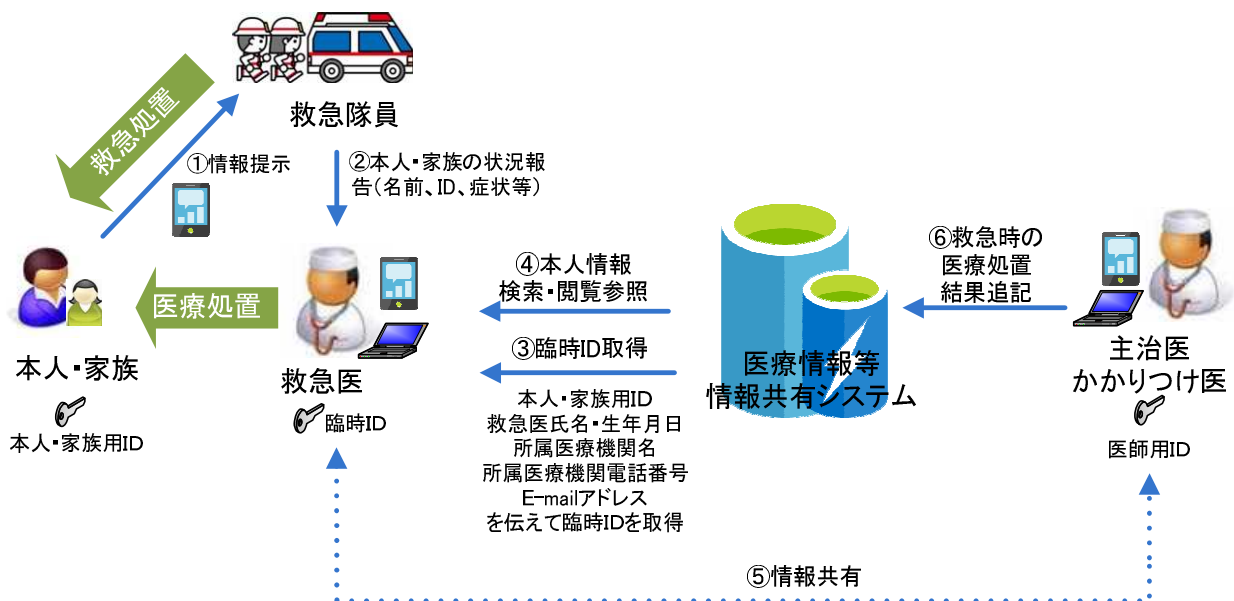 救急隊員
救急処置
①情報提示
②本人・家族の状況報
告(名前、ID、症状等)
⑥救急時の
医療処置
結果追記
④本人情報
検索・閲覧参照
医療処置
③臨時ID取得
本人・家族
救急医
医療情報等
情報共有システム
主治医
かかりつけ医
本人・家族用ID
臨時ID
本人・家族用ID
救急医氏名・生年月日
所属医療機関名
所属医療機関電話番号
E-mailアドレス
を伝えて臨時IDを取得
医師用ID
⑤情報共有